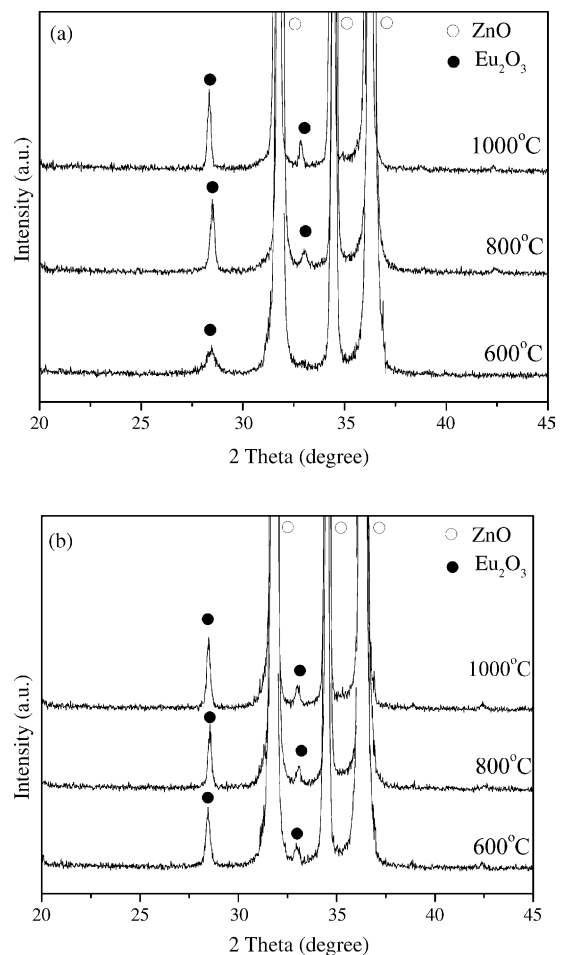 (a)
○ ZnO
● Eu₂O₃
1000°C
800°C
600°C
Intensity (a.u.)
20 25 30 35 40 45
2 Theta (degree)
(b)
○ ZnO
● Eu₂O₃
1000°C
800°C
600°C
Intensity (a.u.)
20 25 30 35 40 45
2 Theta (degree)